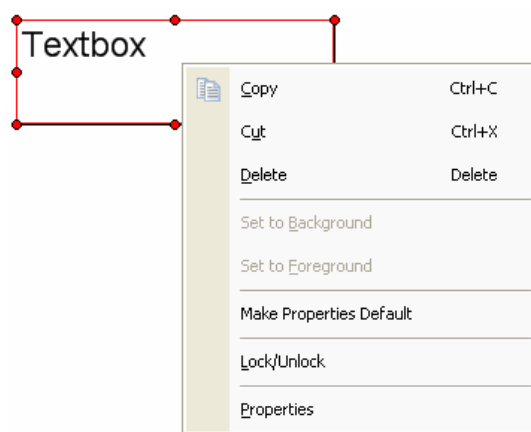 Textbox
Copy Ctrl+C
Cut Ctrl+X
Delete Delete
Set to Background
Set to Foreground
Make Properties Default
Lock/Unlock
Properties